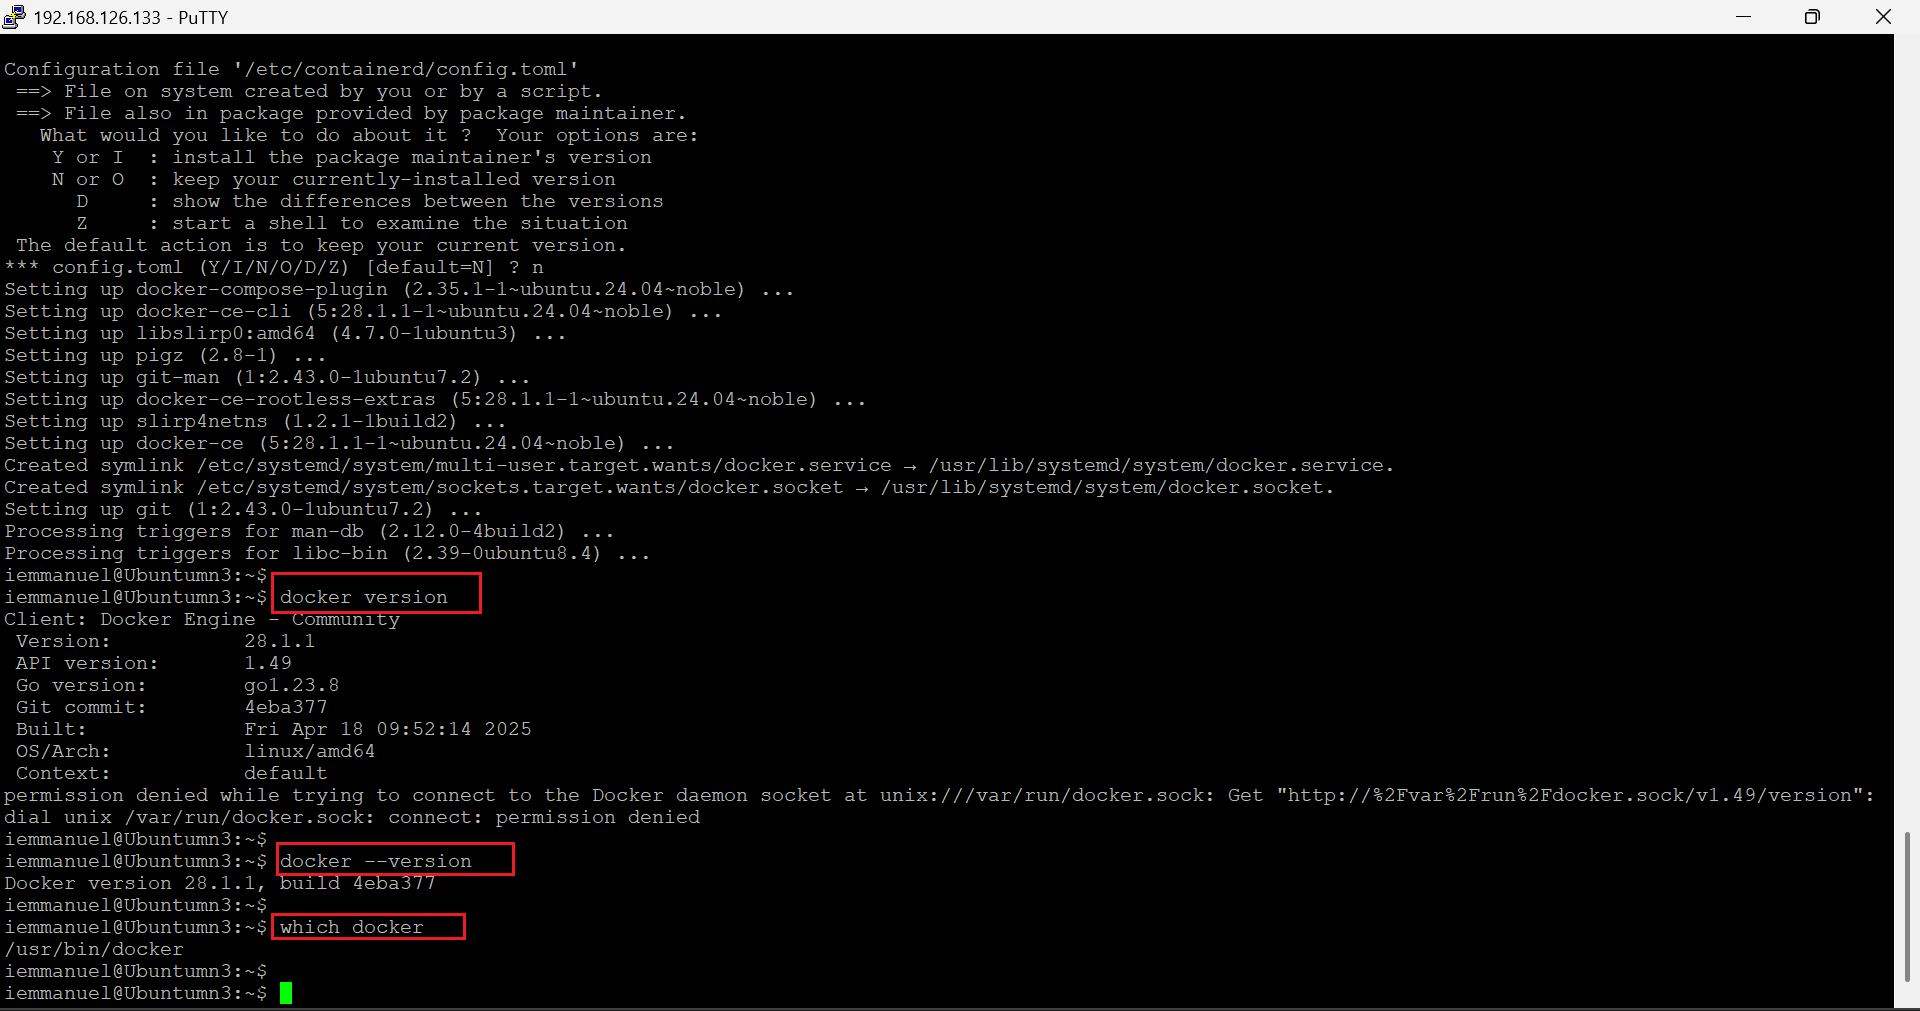 192.168.126.133 - PuTTY
Configuration file '/etc/containerd/config.toml'
 ==> File on system created by you or by a script.
 ==> File also in package provided by package maintainer.
   What would you like to do about it ?  Your options are:
    Y or I  : install the package maintainer's version
    N or O  : keep your currently-installed version
      D     : show the differences between the versions
      Z     : start a shell to examine the situation
 The default action is to keep your current version.
*** config.toml (Y/I/N/O/D/Z) [default=N] ? n
Setting up docker-compose-plugin (2.35.1-1~ubuntu.24.04~noble) ...
Setting up docker-ce-cli (5:28.1.1-1~ubuntu.24.04~noble) ...
Setting up libslirp0:amd64 (4.7.0-1ubuntu3) ...
Setting up pigz (2.8-1) ...
Setting up git-man (1:2.43.0-1ubuntu7.2) ...
Setting up docker-ce-rootless-extras (5:28.1.1-1~ubuntu.24.04~noble) ...
Setting up slirp4netns (1.2.1-1build2) ...
Setting up docker-ce (5:28.1.1-1~ubuntu.24.04~noble) ...
Created symlink /etc/systemd/system/multi-user.target.wants/docker.service → /usr/lib/systemd/system/docker.service.
Created symlink /etc/systemd/system/sockets.target.wants/docker.socket → /usr/lib/systemd/system/docker.socket.
Setting up git (1:2.43.0-1ubuntu7.2) ...
Processing triggers for man-db (2.12.0-4build2) ...
Processing triggers for libc-bin (2.39-0ubuntu8.4) ...
iemmanuel@Ubuntumn3:~$
iemmanuel@Ubuntumn3:~$ docker version
Client: Docker Engine - Community
 Version:           28.1.1
 API version:       1.49
 Go version:        go1.23.8
 Git commit:        4eba377
 Built:             Fri Apr 18 09:52:14 2025
 OS/Arch:           linux/amd64
 Context:           default
permission denied while trying to connect to the Docker daemon socket at unix:///var/run/docker.sock: Get "http://%2Fvar%2Frun%2Fdocker.sock/v1.49/version":
dial unix /var/run/docker.sock: connect: permission denied
iemmanuel@Ubuntumn3:~$
iemmanuel@Ubuntumn3:~$ docker --version
Docker version 28.1.1, build 4eba377
iemmanuel@Ubuntumn3:~$
iemmanuel@Ubuntumn3:~$ which docker
/usr/bin/docker
iemmanuel@Ubuntumn3:~$
iemmanuel@Ubuntumn3:~$